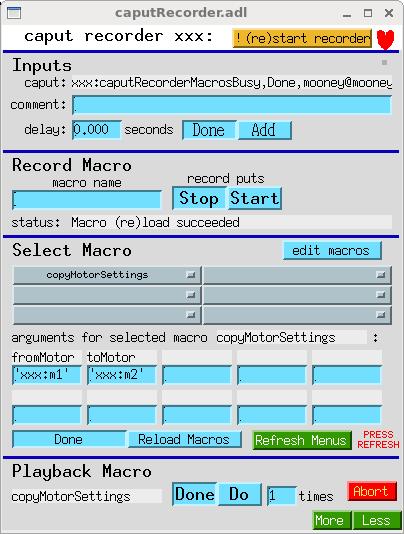 caputRecorder.adl
caput recorder xxx: ! (re)start recorder
Inputs
caput: xxx:caputRecorderMacrosBusy,Done,mooney@mooney
comment:
delay: 0.000 seconds Done Add
Record Macro
macro name record puts
Stop Start
status: Macro (re)load succeeded
Select Macro edit macros
copyMotorSettings
arguments for selected macro copyMotorSettings :
fromMotor toMotor
'xxx:m1' 'xxx:m2'
Done Reload Macros Refresh Menus PRESS
REFRESH
Playback Macro
copyMotorSettings Done Do 1 times Abort
More Less